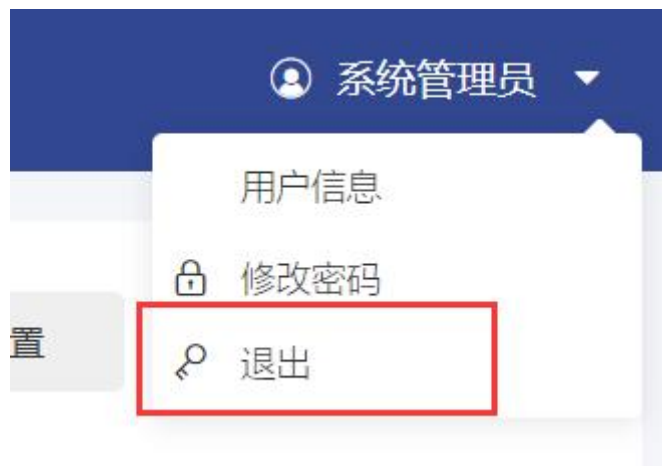 系统管理员
用户信息
修改密码
置
退出